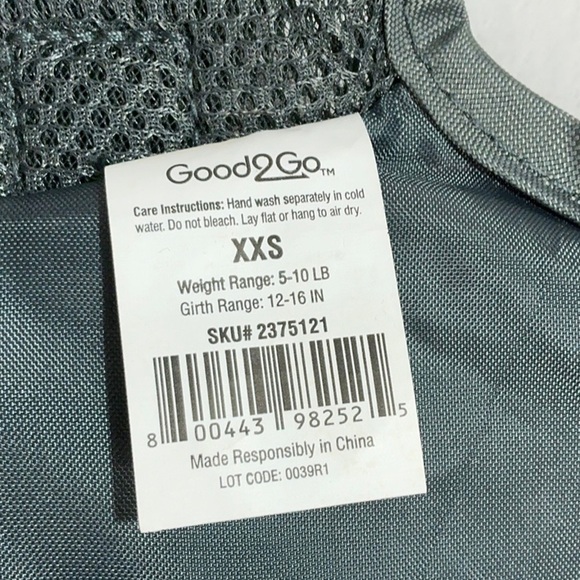 Good2Go™
Care Instructions: Hand wash separately in cold
water. Do not bleach. Lay flat or hang to air dry.
XXS
Weight Range: 5-10 LB
Girth Range: 12-16 IN
SKU# 2375121
8 00443 98252 5
Made Responsibly in China
LOT CODE: 0039R1